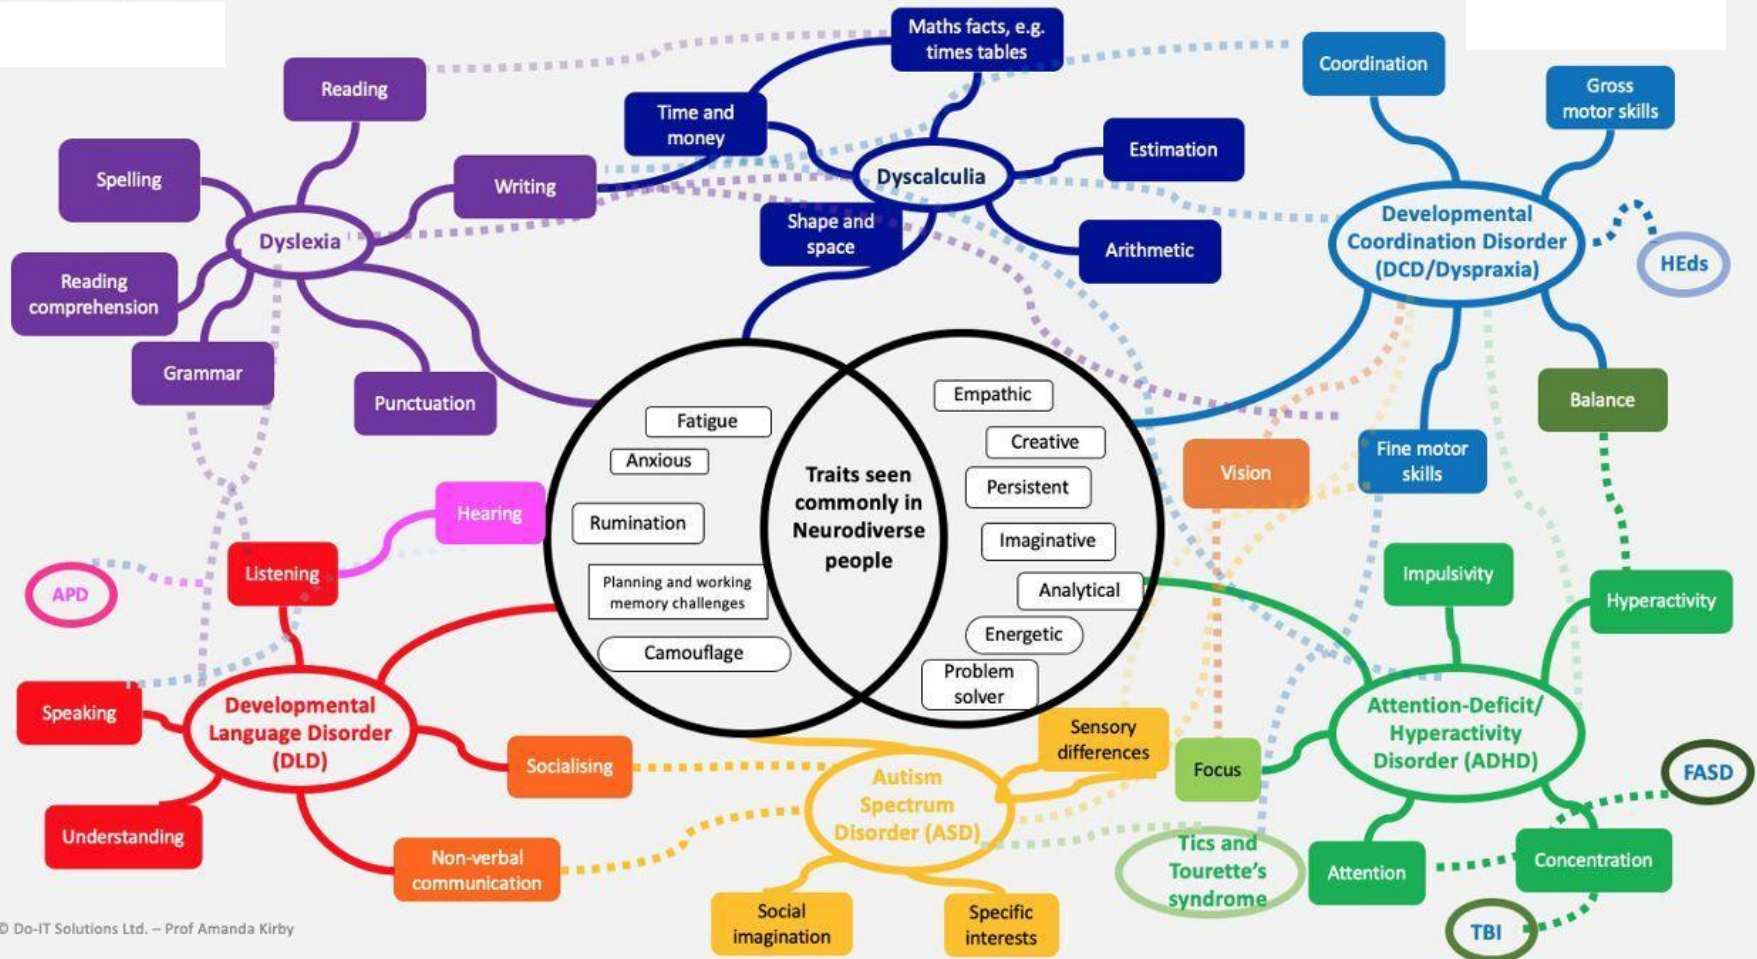 Maths facts, e.g.
times tables
Reading
Time and
money
Coordination
Gross
motor skills
Spelling
Writing
Dyscalculia
Estimation
Dyslexia
Shape and
space
Arithmetic
Developmental
Coordination Disorder
(DCD/Dyspraxia)
HEds
Reading
comprehension
Grammar
Punctuation
Balance
Fatigue
Anxious
Rumination
Planning and working
memory challenges
Camouflage
Traits seen
commonly in
Neurodiverse
people
Empathic
Creative
Persistent
Imaginative
Analytical
Energetic
Problem
solver
Vision
Fine motor
skills
Hearing
Listening
APD
Impulsivity
Hyperactivity
Speaking
Developmental
Language Disorder
(DLD)
Socialising
Understanding
Non-verbal
communication
Autism
Spectrum
Disorder (ASD)
Sensory
differences
Focus
Attention-Deficit/
Hyperactivity
Disorder (ADHD)
FASD
Tics and
Tourette's
syndrome
Attention
Concentration
TBI
Social
imagination
Specific
interests
© Do-IT Solutions Ltd. – Prof Amanda Kirby